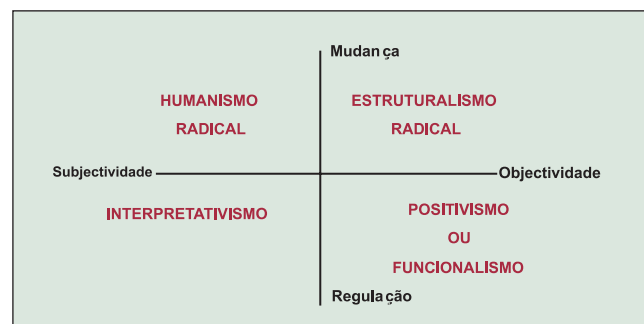 Mudança
HUMANISMO
RADICAL
ESTRUTURALISMO
RADICAL
Subjectividade
Objectividade
INTERPRETATIVISMO
POSITIVISMO
OU
FUNCIONALISMO
Regulação